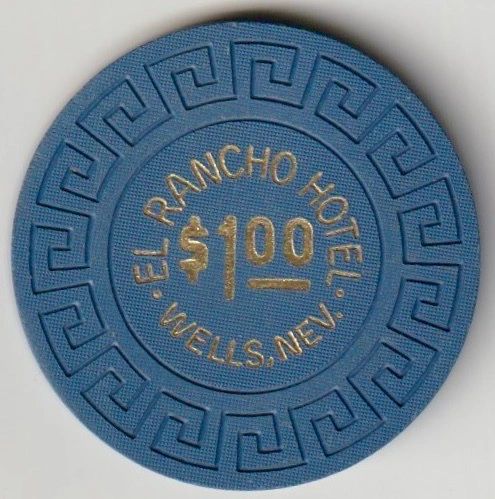 EL RANCHO HOTEL
$1.00
WELLS, NEV.